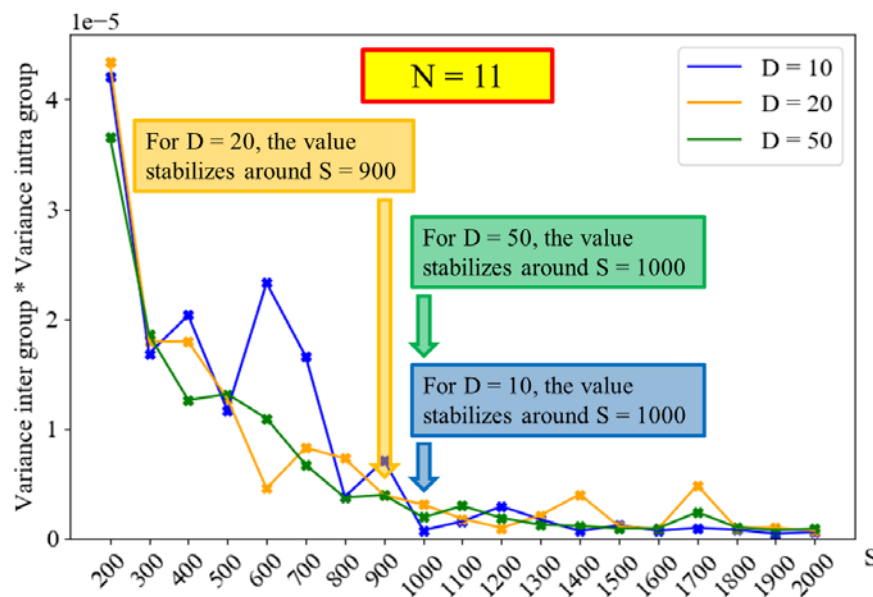 1e−5
N = 11
D = 10
D = 20
D = 50
4
3
2
1
0
Variance inter group * Variance intra group
For D = 20, the value
stabilizes around S = 900
For D = 50, the value
stabilizes around S = 1000
For D = 10, the value
stabilizes around S = 1000
200 300 400 500 600 700 800 900 1000 1100 1200 1300 1400 1500 1600 1700 1800 1900 2000
S